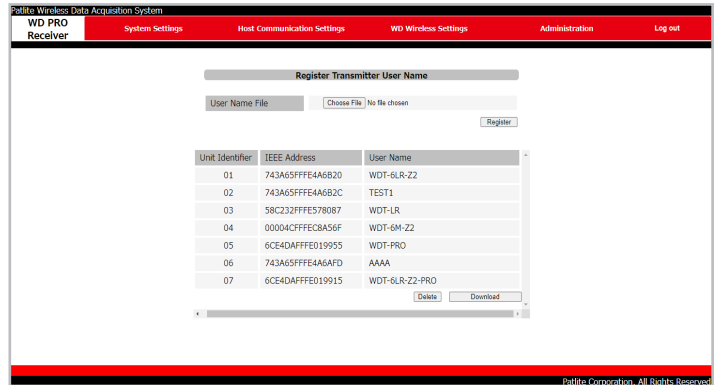 Patlite Wireless Data Acquisition System
WD PRO
Receiver
System Settings
Host Communication Settings
WD Wireless Settings
Administration
Log out
Register Transmitter User Name
User Name File
Choose File No file chosen
Register
Unit Identifier IEEE Address User Name
01 743A65FFFE4A6B20 WDT-6LR-Z2
02 743A65FFFE4A6B2C TEST1
03 58C232FFFE578087 WDT-LR
04 00004CFFFEC8A56F WDT-6M-Z2
05 6CE4DAFFFE019955 WDT-PRO
06 743A65FFFE4A6AFD AAAA
07 6CE4DAFFFE019915 WDT-6LR-Z2-PRO
Delete Download
Patlite Corporation. All Rights Reserved